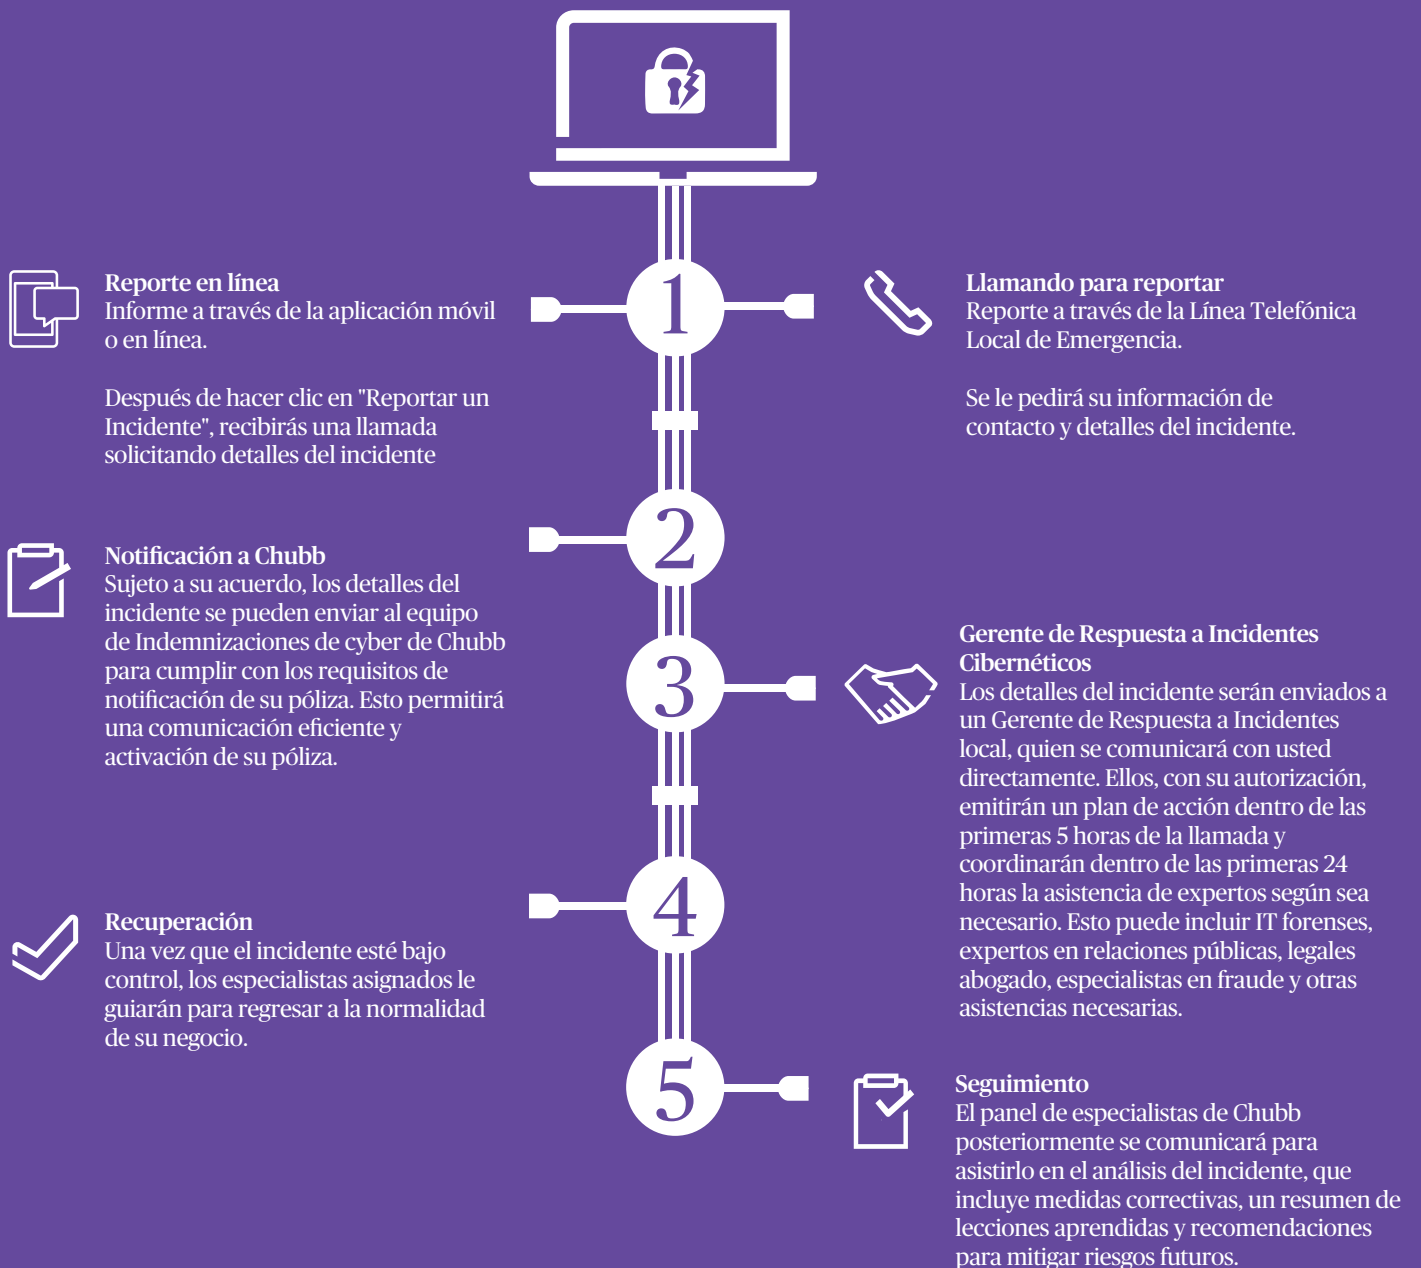 1
Reporte en línea
Informe a través de la aplicación móvil
o en línea.
Después de hacer clic en "Reportar un
Incidente", recibirás una llamada
solicitando detalles del incidente
Llamando para reportar
Reporte a través de la Línea Telefónica
Local de Emergencia.
Se le pedirá su información de
contacto y detalles del incidente.
2
Notificación a Chubb
Sujeto a su acuerdo, los detalles del
incidente se pueden enviar al equipo
de Indemnizaciones de cyber de Chubb
para cumplir con los requisitos de
notificación de su póliza. Esto permitirá
una comunicación eficiente y
activación de su póliza.
3
Gerente de Respuesta a Incidentes
Cibernéticos
Los detalles del incidente serán enviados a
un Gerente de Respuesta a Incidentes
local, quien se comunicará con usted
directamente. Ellos, con su autorización,
emitirán un plan de acción dentro de las
primeras 5 horas de la llamada y
coordinarán dentro de las primeras 24
horas la asistencia de expertos según sea
necesario. Esto puede incluir IT forenses,
expertos en relaciones públicas, legales
abogado, especialistas en fraude y otras
asistencias necesarias.
4
Recuperación
Una vez que el incidente esté bajo
control, los especialistas asignados le
guiarán para regresar a la normalidad
de su negocio.
5
Seguimiento
El panel de especialistas de Chubb
posteriormente se comunicará para
asistirlo en el análisis del incidente, que
incluye medidas correctivas, un resumen de
lecciones aprendidas y recomendaciones
para mitigar riesgos futuros.